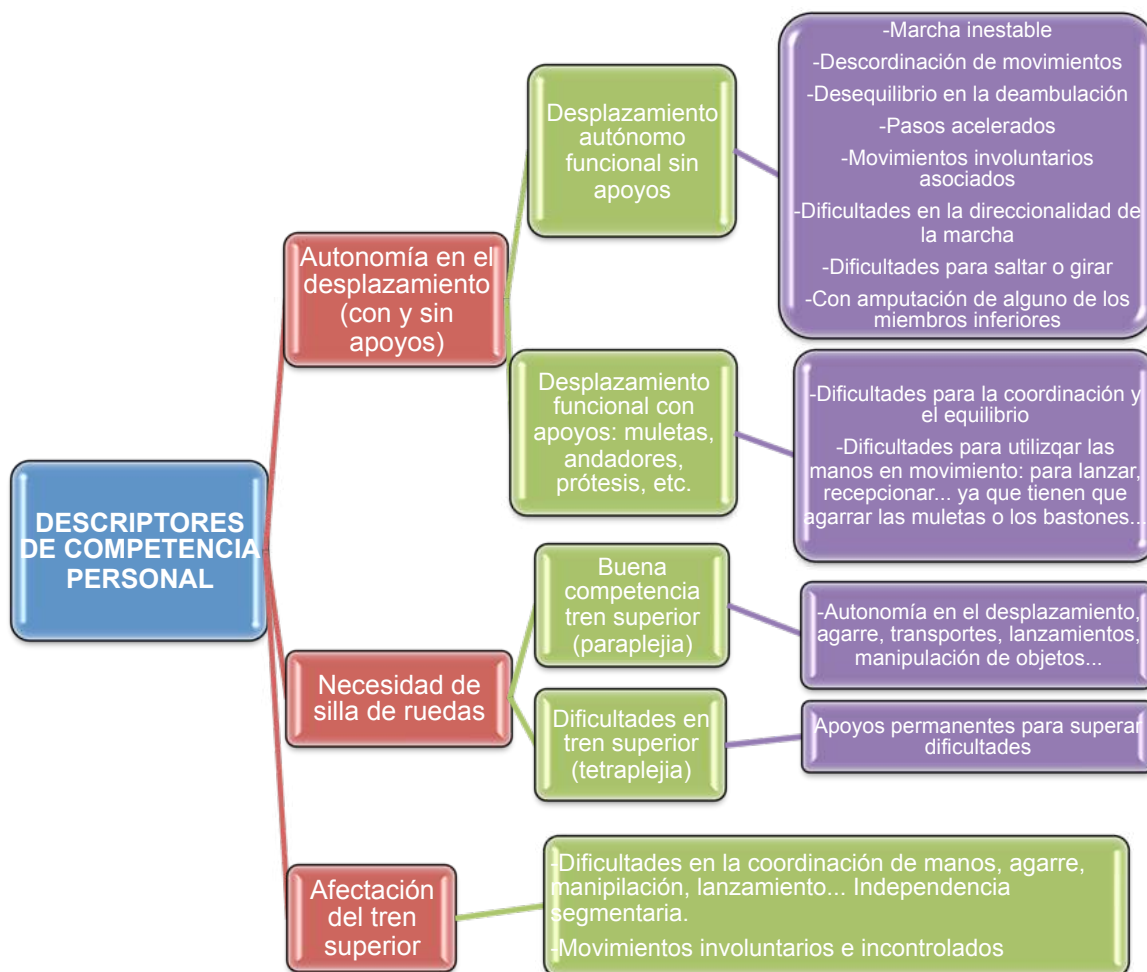 DESCRIPTORES
DE COMPETENCIA
PERSONAL
Autonomía en el
desplazamiento
(con y sin
apoyos)
Desplazamiento
autónomo
funcional sin
apoyos
-Marcha inestable
-Descordinación de movimientos
-Desequilibrio en la deambulación
-Pasos acelerados
-Movimientos involuntarios
asociados
-Dificultades en la direccionalidad de
la marcha
-Dificultades para saltar o girar
-Con amputación de alguno de los
miembros inferiores
Desplazamiento
funcional con
apoyos: muletas,
andadores,
prótesis, etc.
-Dificultades para la coordinación y
el equilibrio
-Dificultades para utilizqar las
manos en movimiento: para lanzar,
recepcionar... ya que tienen que
agarrar las muletas o los bastones...
Necesidad de
silla de ruedas
Buena
competencia
tren superior
(paraplejia)
-Autonomía en el desplazamiento,
agarre, transportes, lanzamientos,
manipulación de objetos...
Dificultades en
tren superior
(tetraplejia)
Apoyos permanentes para superar
dificultades
Afectación
del tren
superior
-Dificultades en la coordinación de manos, agarre,
manipilación, lanzamiento... Independencia
segmentaria.
-Movimientos involuntarios e incontrolados